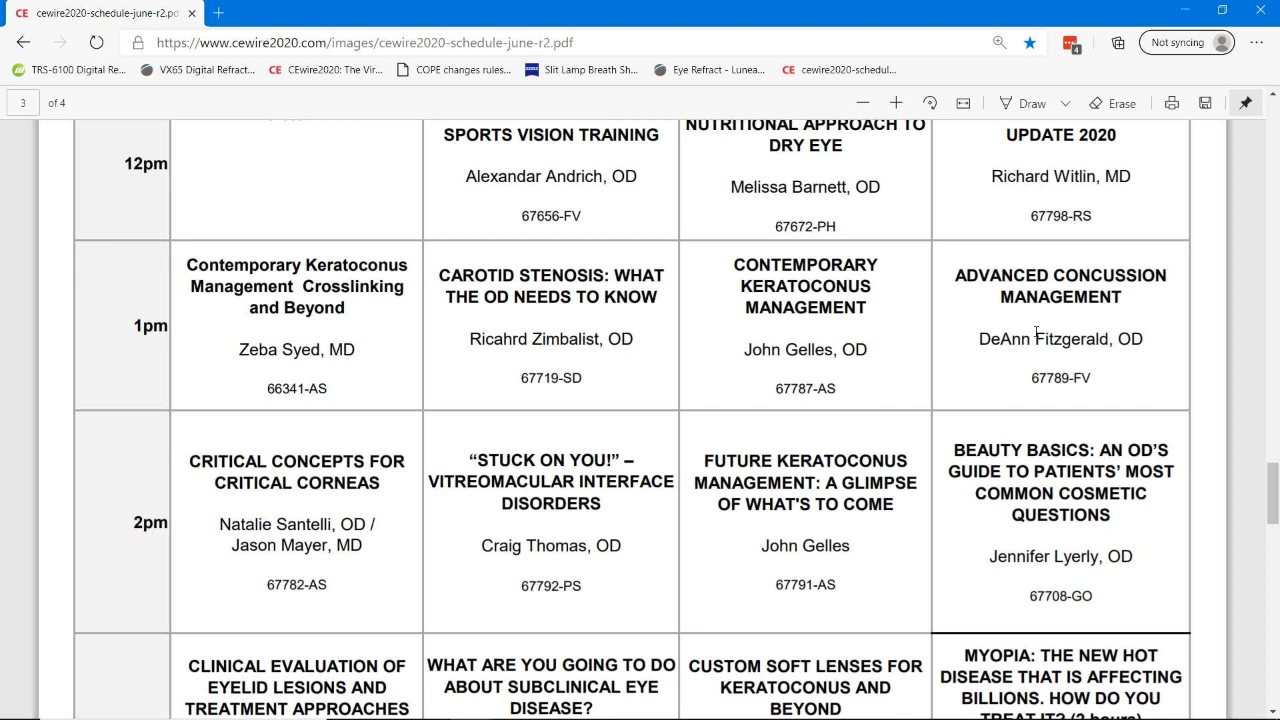 CE cewire2020-schedule-june-r2.pd
https://www.cewire2020.com/images/cewire2020-schedule-june-r2.pdf
4
Not syncing
TRS-6100 Digital Re...
VX65 Digital Refract...
CE CEwire2020: The Vir...
COPE changes rules...
ZEISS Slit Lamp Breath Sh...
Eye Refract - Lunea...
CE cewire2020-schedul...
3 of 4
Draw
Erase
12pm
SPORTS VISION TRAINING
Alexandar Andrich, OD
67656-FV
NUTRITIONAL APPROACH TO
DRY EYE
Melissa Barnett, OD
67672-PH
UPDATE 2020
Richard Witlin, MD
67798-RS
1pm
Contemporary Keratoconus
Management Crosslinking
and Beyond
Zeba Syed, MD
66341-AS
CAROTID STENOSIS: WHAT
THE OD NEEDS TO KNOW
Ricahrd Zimbalist, OD
67719-SD
CONTEMPORARY
KERATOCONUS
MANAGEMENT
John Gelles, OD
67787-AS
ADVANCED CONCUSSION
MANAGEMENT
DeAnn Fitzgerald, OD
67789-FV
2pm
CRITICAL CONCEPTS FOR
CRITICAL CORNEAS
Natalie Santelli, OD /
Jason Mayer, MD
67782-AS
“STUCK ON YOU!” –
VITREOMACULAR INTERFACE
DISORDERS
Craig Thomas, OD
67792-PS
FUTURE KERATOCONUS
MANAGEMENT: A GLIMPSE
OF WHAT'S TO COME
John Gelles
67791-AS
BEAUTY BASICS: AN OD’S
GUIDE TO PATIENTS’ MOST
COMMON COSMETIC
QUESTIONS
Jennifer Lyerly, OD
67708-GO
CLINICAL EVALUATION OF
EYELID LESIONS AND
TREATMENT APPROACHES
WHAT ARE YOU GOING TO DO
ABOUT SUBCLINICAL EYE
DISEASE?
CUSTOM SOFT LENSES FOR
KERATOCONUS AND
BEYOND
MYOPIA: THE NEW HOT
DISEASE THAT IS AFFECTING
BILLIONS. HOW DO YOU
TREAT IT? (2 hours)